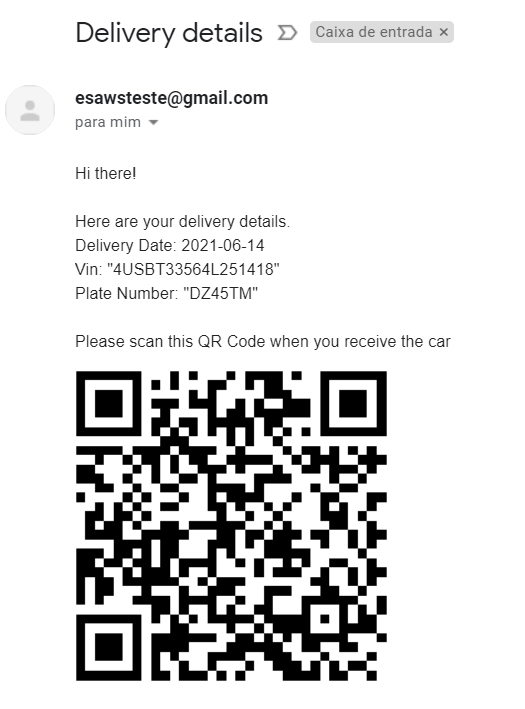 Delivery details
Caixa de entrada ×
esawsteste@gmail.com
para mim
Hi there!
Here are your delivery details.
Delivery Date: 2021-06-14
Vin: "4USBT33564L251418"
Plate Number: "DZ45TM"
Please scan this QR Code when you receive the car